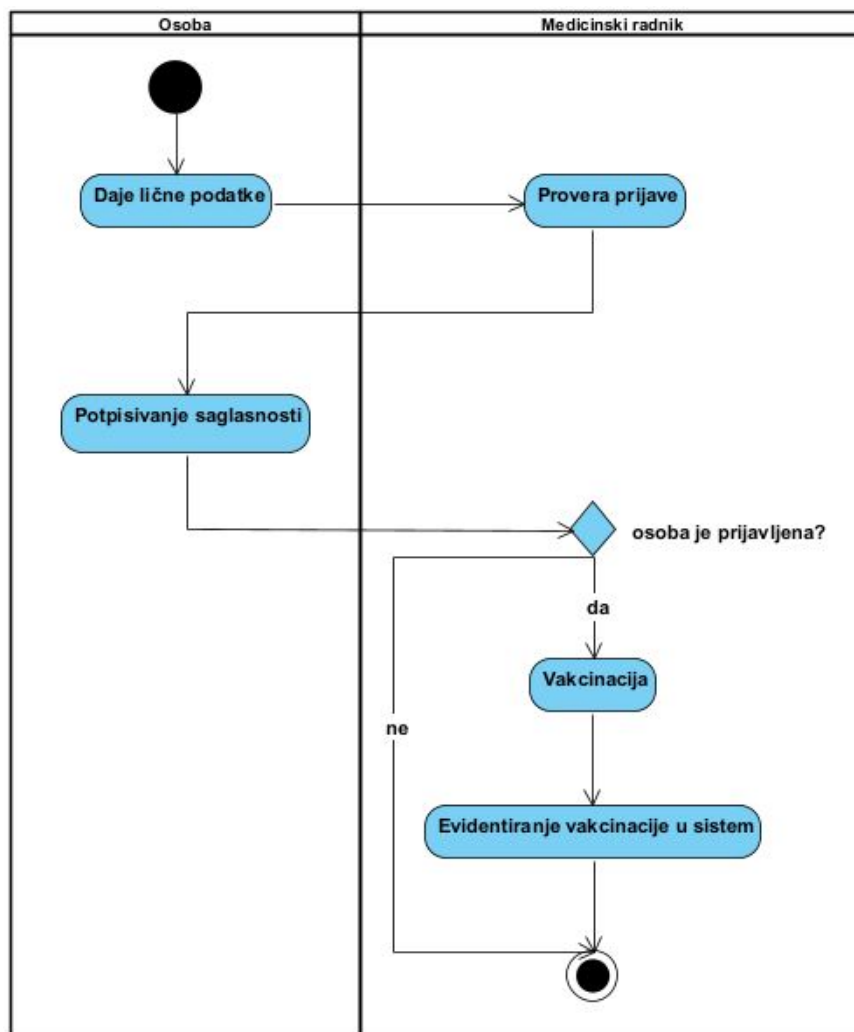 Osoba
Medicinski radnik
Daje lične podatke
Provera prijave
Potpisivanje saglasnosti
osoba je prijavljena?
da
Vakcinacija
ne
Evidentiranje vakcinacije u sistem